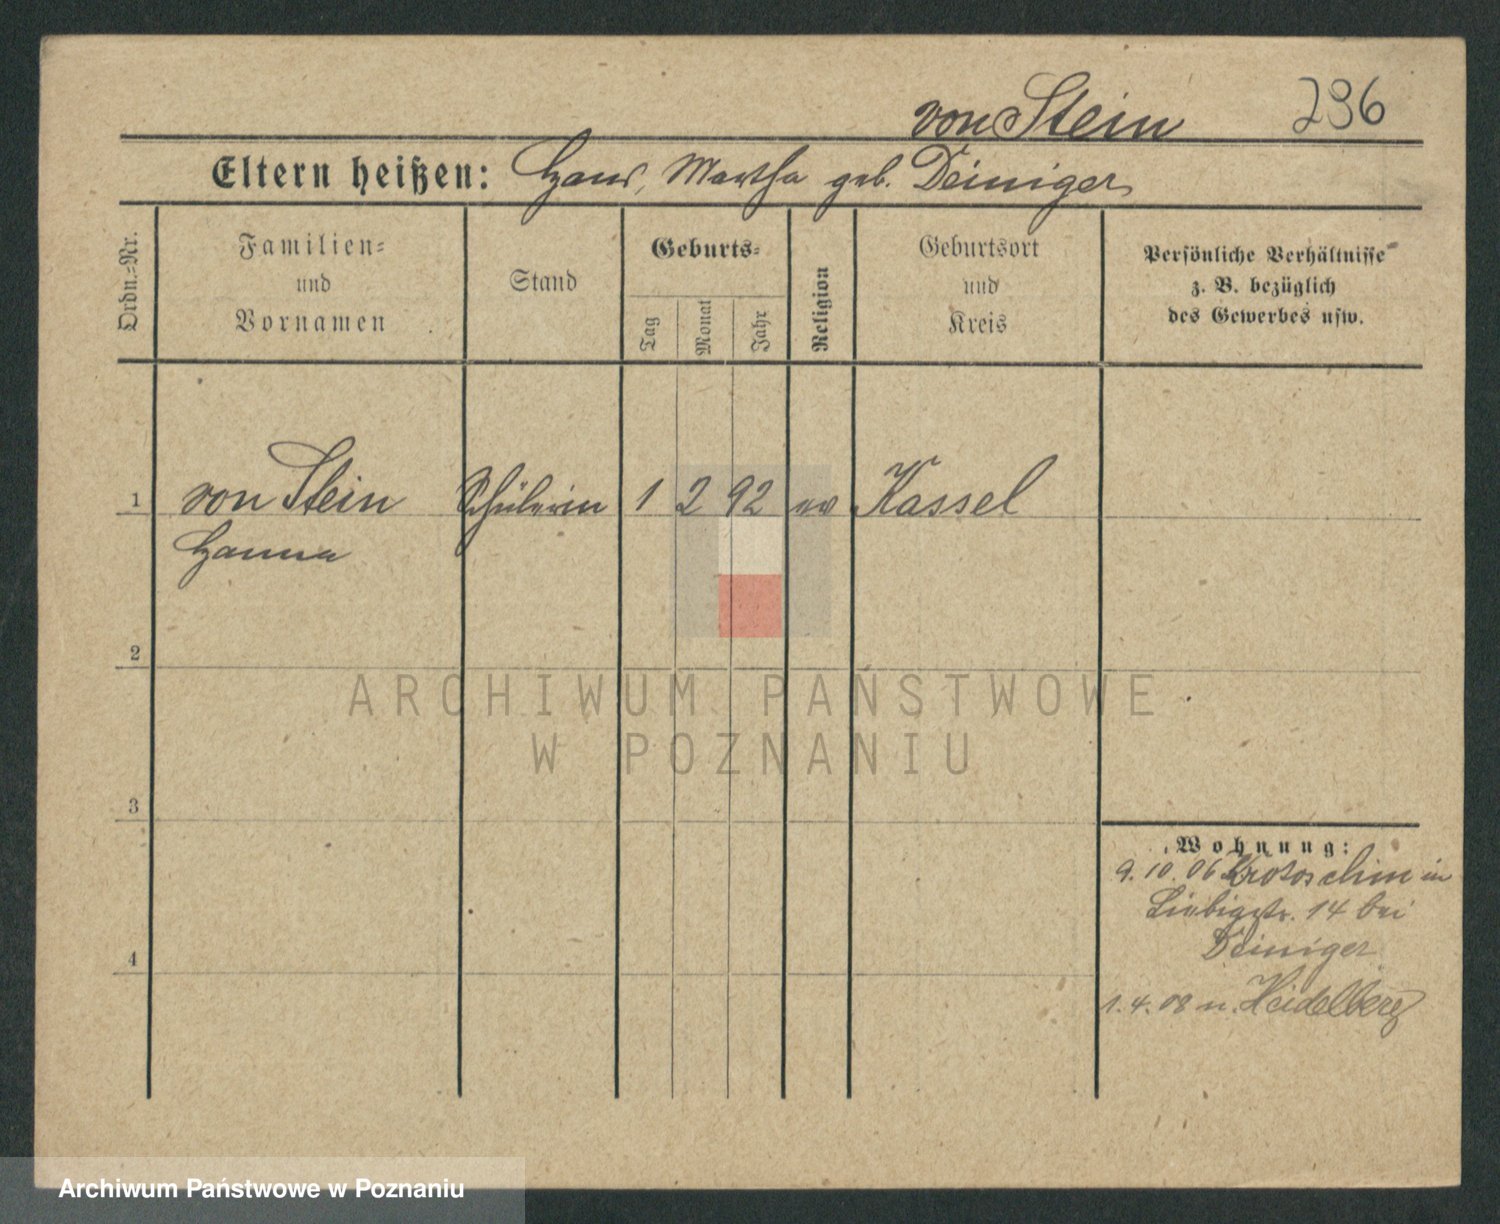 von Stein 296
Eltern heißen: Hans, Martha geb. Deiniger
Ordn.-Nr.
Familien-
und
Vornamen
Stand
Geburts-
Tag
Monat
Jahr
Religion
Geburtsort
und
Kreis
Persönliche Verhältnisse
z. B. bezüglich
des Gewerbes usw.
1 von Stein Schülerin 1 2 92 ev Kassel
Hanna
2
3
4
Wohnung:
9. 10. 06 Krotoschin in
Liebigstr. 14 bei
Deiniger
1. 4. 08 n. Heidelberg
ARCHIWUM PAŃSTWOWE
W POZNANIU
Archiwum Państwowe w Poznaniu